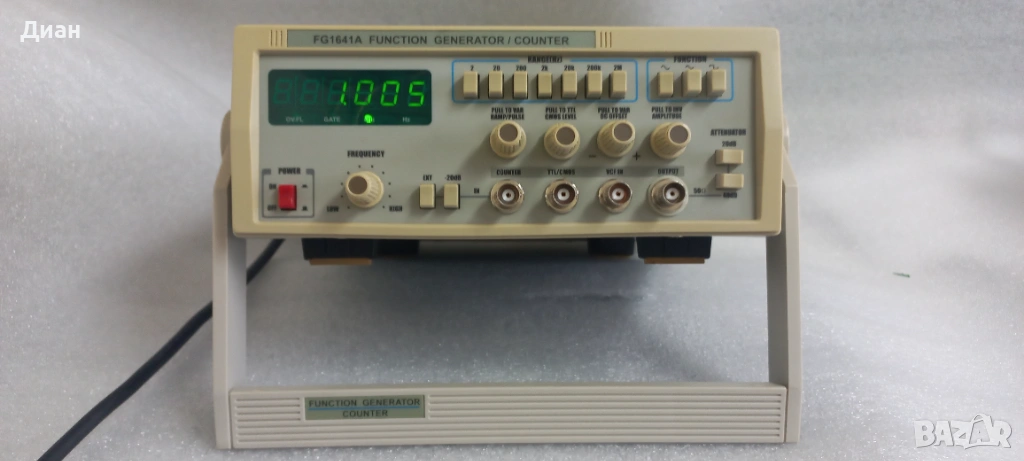 Диан
FG1641A FUNCTION GENERATOR / COUNTER
RANGE(Hz)
FUNCTION
2 20 200 2k 20k 200k 2M
1.005
OVFL GATE Hz
PULL TO VAR RAMP/PULSE
PULL TO TTL CMOS LEVEL
PULL TO VAR DC OFFSET
PULL TO INV AMPLITUDE
ATTENUATOR
20dB
- +
FREQUENCY
LOW HIGH
POWER
ON
OFF
EXT -20dB
IN
COUNTER TTL/CMOS VCF IN OUTPUT
50Ω
FUNCTION GENERATOR
COUNTER
BAZAR